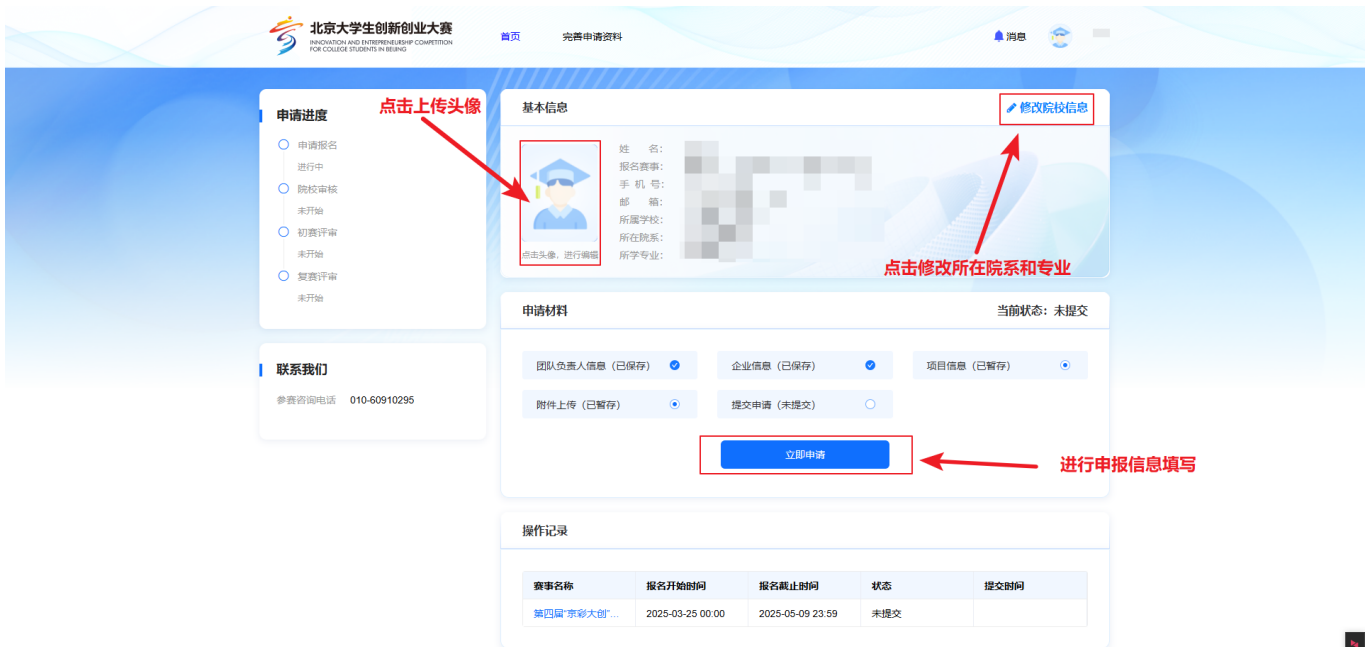 北京大学生创新创业大赛
INNOVATION AND ENTREPRENEURSHIP COMPETITION
FOR COLLEGE STUDENTS IN BEIJING
首页
完善申请资料
消息
申请进度
申请报名
进行中
院校审核
未开始
初赛评审
未开始
复赛评审
未开始
联系我们
参赛咨询电话 010-60910295
点击上传头像
基本信息
修改院校信息
点击头像，进行编辑
姓 名：
报名赛事：
手 机 号：
邮 箱：
所属学校：
所在院系：
所学专业：
点击修改所在院系和专业
申请材料
当前状态：未提交
团队负责人信息（已保存）
企业信息（已保存）
项目信息（已暂存）
附件上传（已暂存）
提交申请（未提交）
立即申请
进行申报信息填写
操作记录
赛事名称 报名开始时间 报名截止时间 状态 提交时间
第四届“京彩大创”... 2025-03-25 00:00 2025-05-09 23:59 未提交